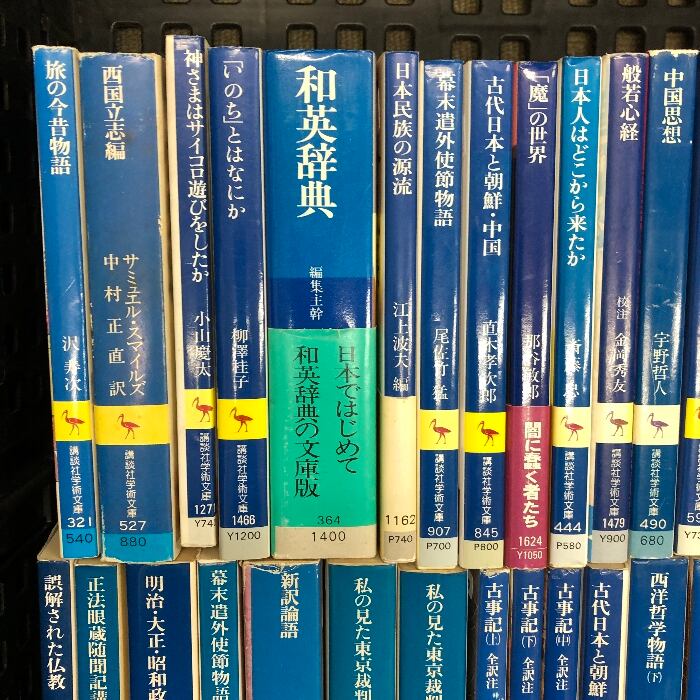 旅の今昔物語
沢 寿次
講談社学術文庫
321
540
西国立志編
サミュエル・スマイルズ
中村正直 訳
講談社学術文庫
527
880
神さまはサイコロ遊びをしたか
小山慶太
講談社学術文庫
1271
「いのち」とはなにか
柳澤桂子
講談社学術文庫
1466
Y1200
和英辞典
編集主幹
日本ではじめて
和英辞典の文庫版
364
1400
日本民族の源流
江上波夫 編
1162
P740
幕末遣外使節物語
尾佐竹 猛
講談社学術文庫
907
P700
古代日本と朝鮮・中国
直木孝次郎
講談社学術文庫
845
P800
「魔」の世界
那谷敏郎
闇に蠢く者たち
1624
Y1050
日本人はどこから来たか
斎藤 忠
講談社学術文庫
444
P580
般若心経
校注
金岡秀友
講談社学術文庫
1479
Y900
中国思想
宇野哲人
講談社学術文庫
490
680
誤解された仏教
正法眼蔵随聞記講
明治・大正・昭和政
幕末遣外使節物語
新訳論語
私の見た東京裁判
私の見た東京裁判
古事記(上)
全訳注
古事記(下)
全訳注
古事記(中)
全訳注
古代日本と朝鮮
西洋哲学物語(下)